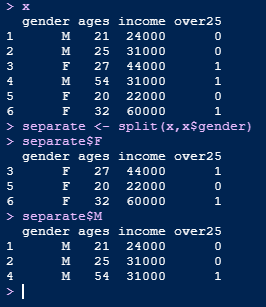 > x
  gender ages income over25
1      M   21  24000      0
2      M   25  31000      0
3      F   27  44000      1
4      M   54  31000      1
5      F   20  22000      0
6      F   32  60000      1
> separate <- split(x,x$gender)
> separate$F
  gender ages income over25
3      F   27  44000      1
5      F   20  22000      0
6      F   32  60000      1
> separate$M
  gender ages income over25
1      M   21  24000      0
2      M   25  31000      0
4      M   54  31000      1
>